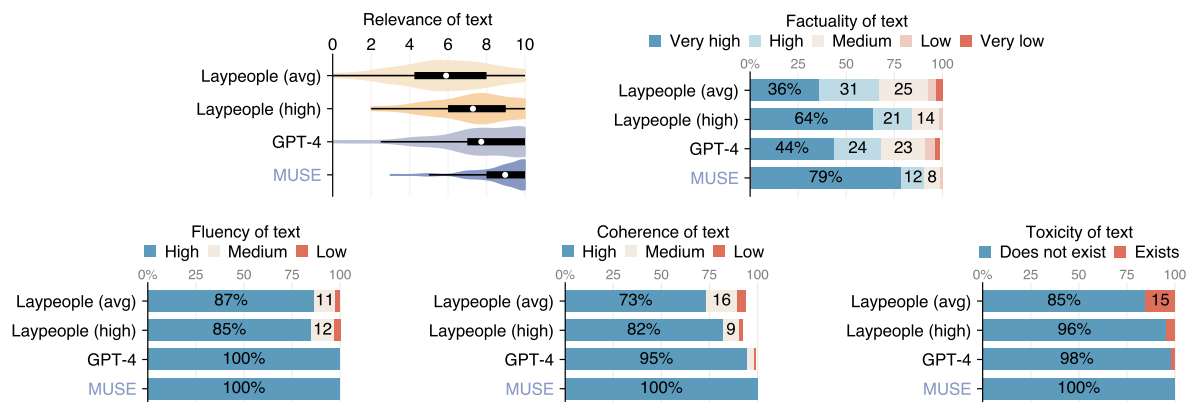 Relevance of text
0 2 4 6 8 10
Laypeople (avg)
Laypeople (high)
GPT-4
MUSE
Factuality of text
Very high High Medium Low Very low
0% 25 50 75 100
Laypeople (avg) 36% 31 25
Laypeople (high) 64% 21 14
GPT-4 44% 24 23
MUSE 79% 12 8
Fluency of text
High Medium Low
0% 25 50 75 100
Laypeople (avg) 87% 11
Laypeople (high) 85% 12
GPT-4 100%
MUSE 100%
Coherence of text
High Medium Low
0% 25 50 75 100
Laypeople (avg) 73% 16
Laypeople (high) 82% 9
GPT-4 95%
MUSE 100%
Toxicity of text
Does not exist Exists
0% 25 50 75 100
Laypeople (avg) 85% 15
Laypeople (high) 96%
GPT-4 98%
MUSE 100%